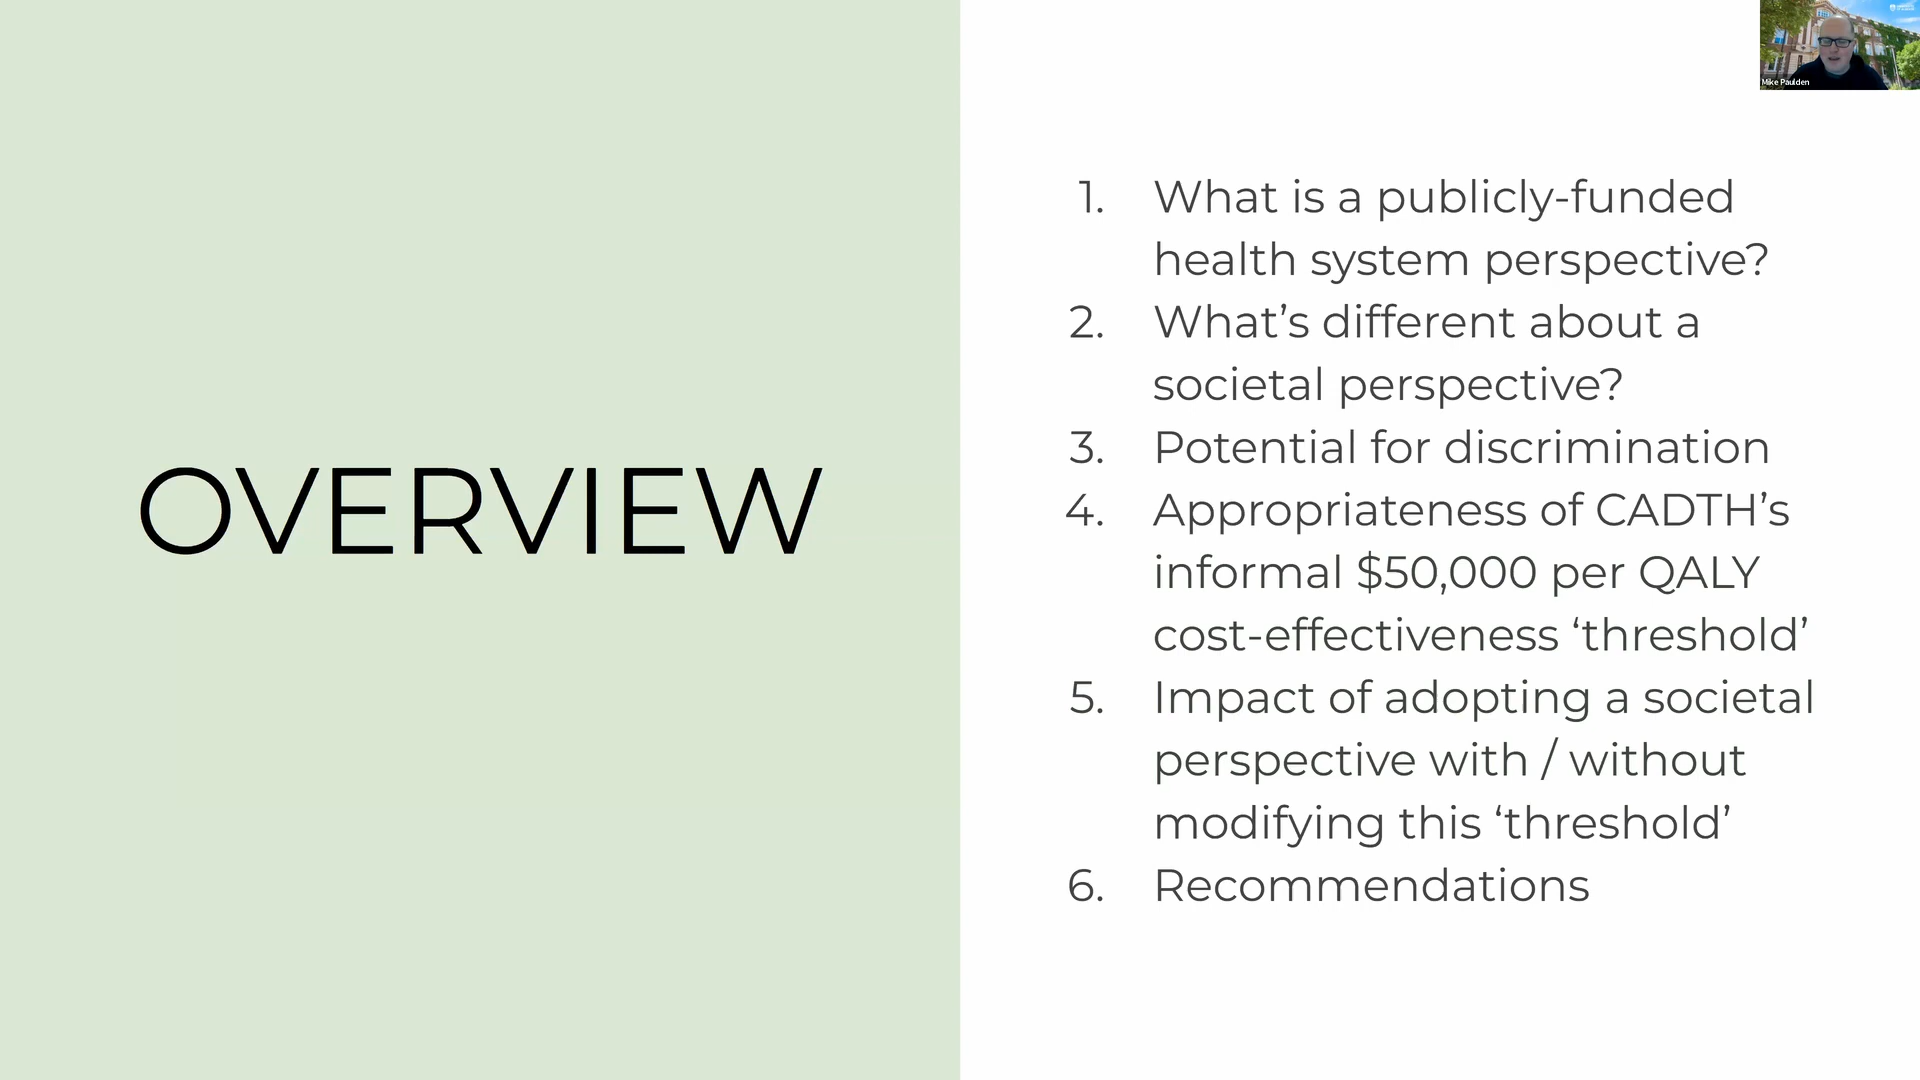 Mike Paulden
OVERVIEW
1. What is a publicly-funded
health system perspective?
2. What’s different about a
societal perspective?
3. Potential for discrimination
4. Appropriateness of CADTH’s
informal $50,000 per QALY
cost-effectiveness ‘threshold’
5. Impact of adopting a societal
perspective with / without
modifying this ‘threshold’
6. Recommendations